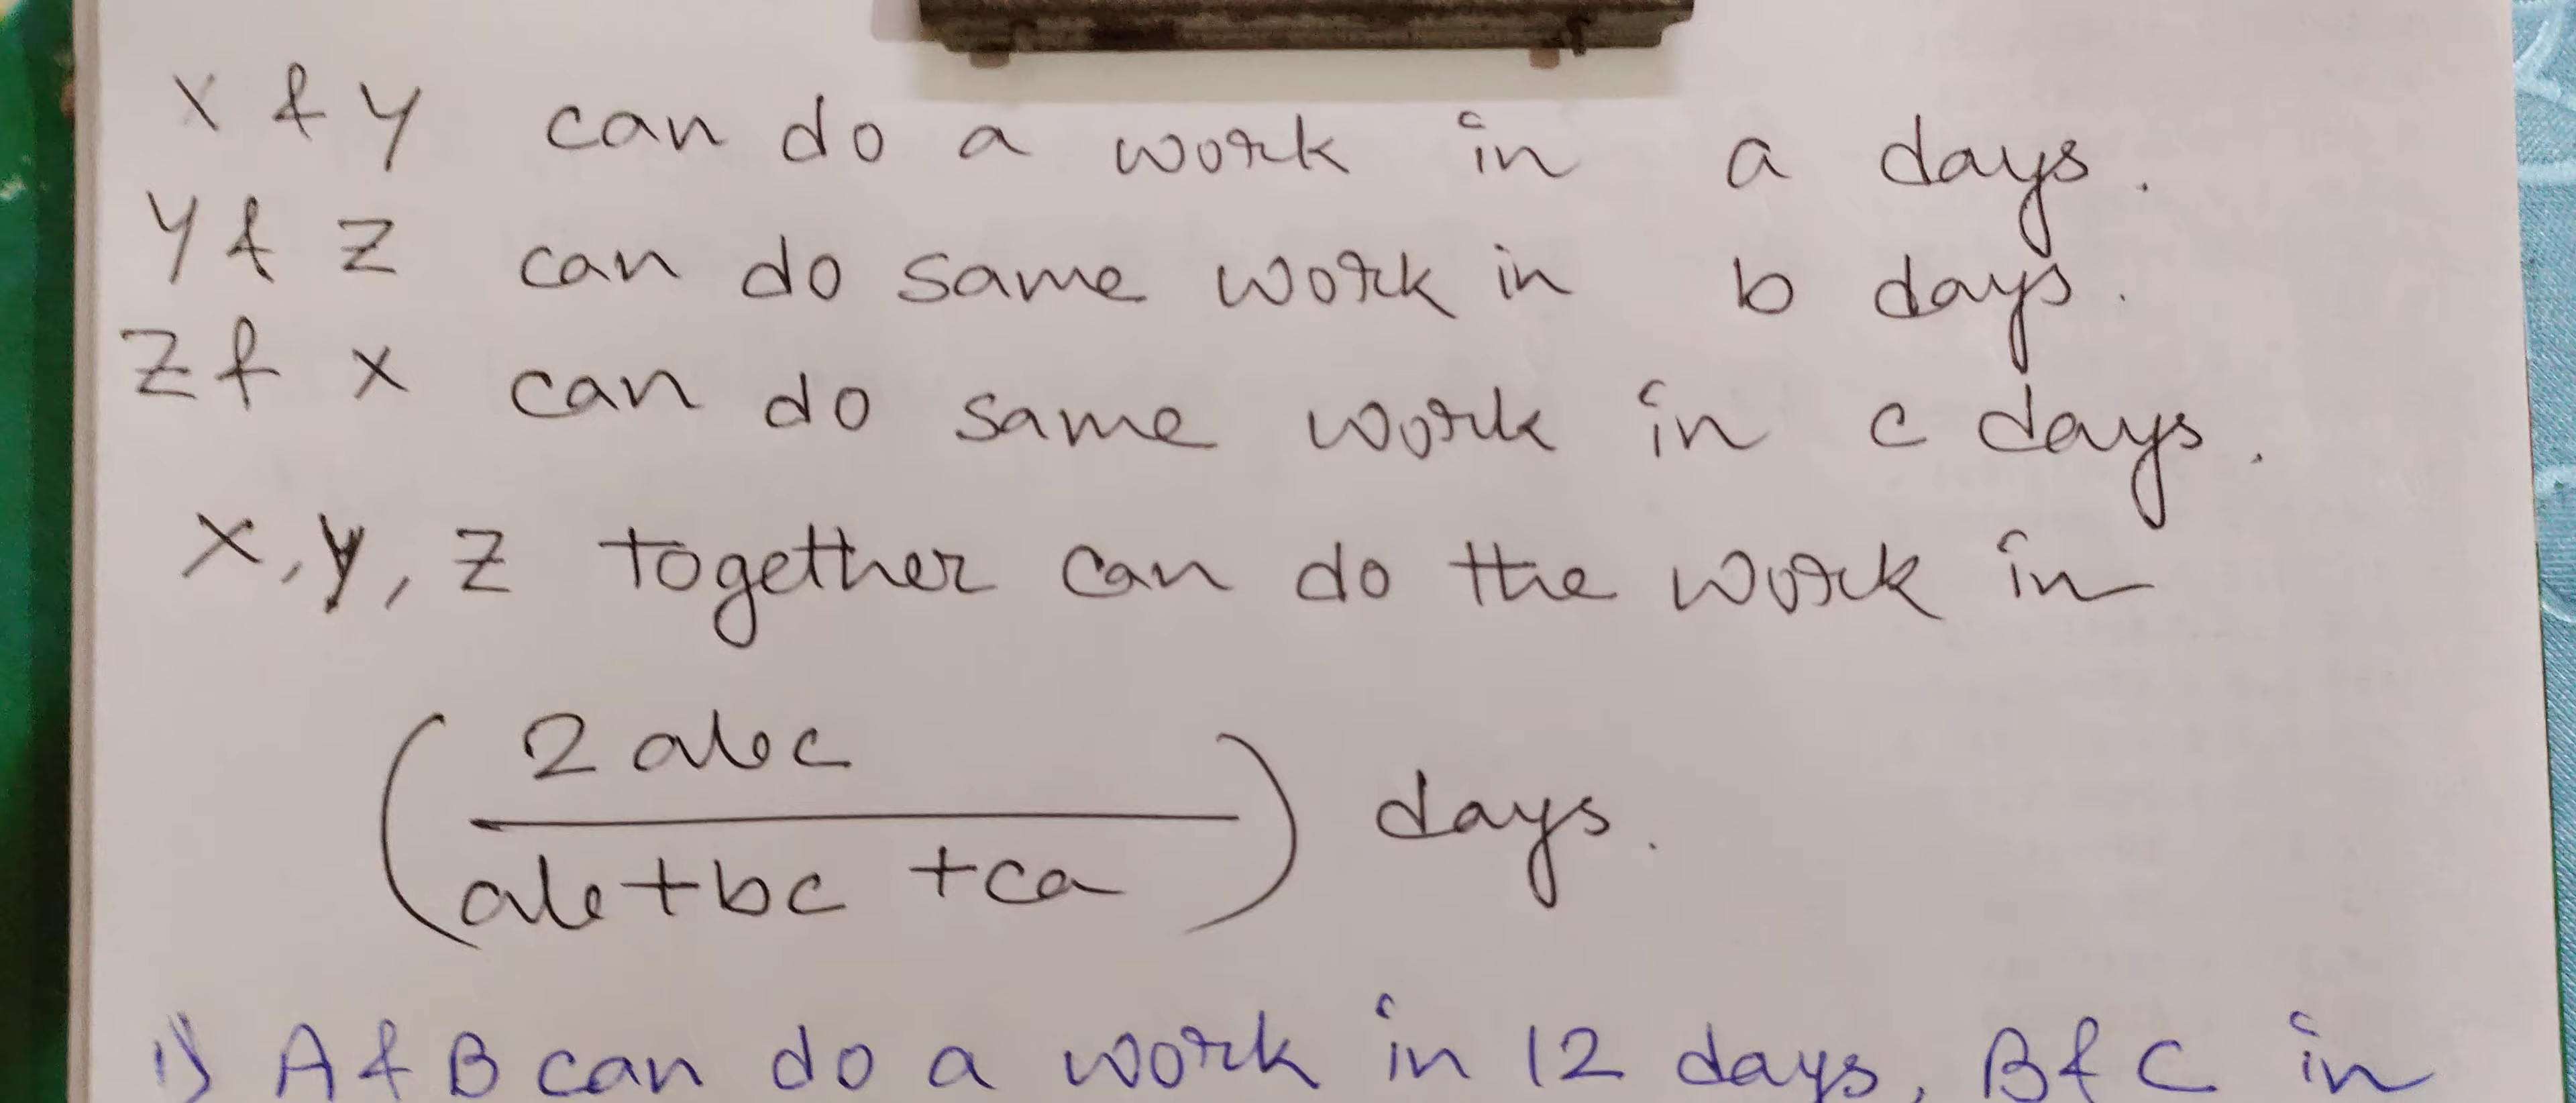 X & Y can do a work in a days.
Y & Z can do same work in b days.
Z & X can do same work in c days.
X, Y, Z together can do the work in
(2abc / ab+bc +ca) days.
1) A & B can do a work in 12 days, B & C in